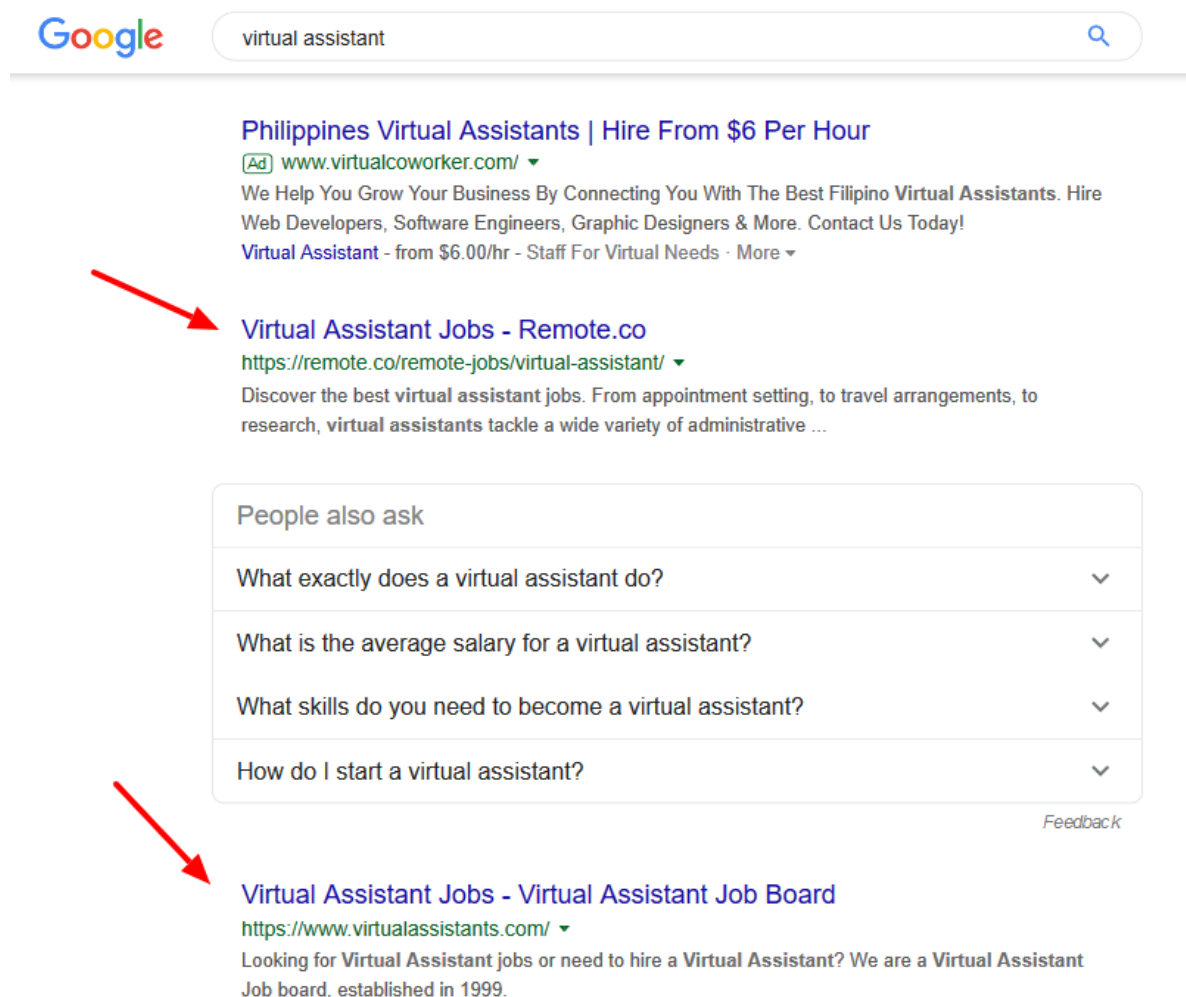 Google
virtual assistant
Philippines Virtual Assistants | Hire From $6 Per Hour
Ad www.virtualcoworker.com/
We Help You Grow Your Business By Connecting You With The Best Filipino Virtual Assistants. Hire
Web Developers, Software Engineers, Graphic Designers & More. Contact Us Today!
Virtual Assistant - from $6.00/hr - Staff For Virtual Needs · More
Virtual Assistant Jobs - Remote.co
https://remote.co/remote-jobs/virtual-assistant/
Discover the best virtual assistant jobs. From appointment setting, to travel arrangements, to
research, virtual assistants tackle a wide variety of administrative ...
People also ask
What exactly does a virtual assistant do?
What is the average salary for a virtual assistant?
What skills do you need to become a virtual assistant?
How do I start a virtual assistant?
Feedback
Virtual Assistant Jobs - Virtual Assistant Job Board
https://www.virtualassistants.com/
Looking for Virtual Assistant jobs or need to hire a Virtual Assistant? We are a Virtual Assistant
Job board. established in 1999.